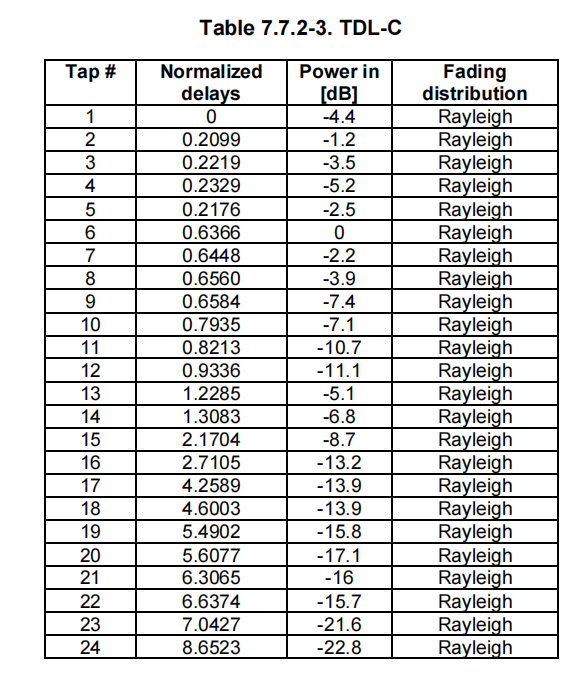 Table 7.7.2-3. TDL-C
Tap # Normalized delays Power in [dB] Fading distribution
1 0 -4.4 Rayleigh
2 0.2099 -1.2 Rayleigh
3 0.2219 -3.5 Rayleigh
4 0.2329 -5.2 Rayleigh
5 0.2176 -2.5 Rayleigh
6 0.6366 0 Rayleigh
7 0.6448 -2.2 Rayleigh
8 0.6560 -3.9 Rayleigh
9 0.6584 -7.4 Rayleigh
10 0.7935 -7.1 Rayleigh
11 0.8213 -10.7 Rayleigh
12 0.9336 -11.1 Rayleigh
13 1.2285 -5.1 Rayleigh
14 1.3083 -6.8 Rayleigh
15 2.1704 -8.7 Rayleigh
16 2.7105 -13.2 Rayleigh
17 4.2589 -13.9 Rayleigh
18 4.6003 -13.9 Rayleigh
19 5.4902 -15.8 Rayleigh
20 5.6077 -17.1 Rayleigh
21 6.3065 -16 Rayleigh
22 6.6374 -15.7 Rayleigh
23 7.0427 -21.6 Rayleigh
24 8.6523 -22.8 Rayleigh